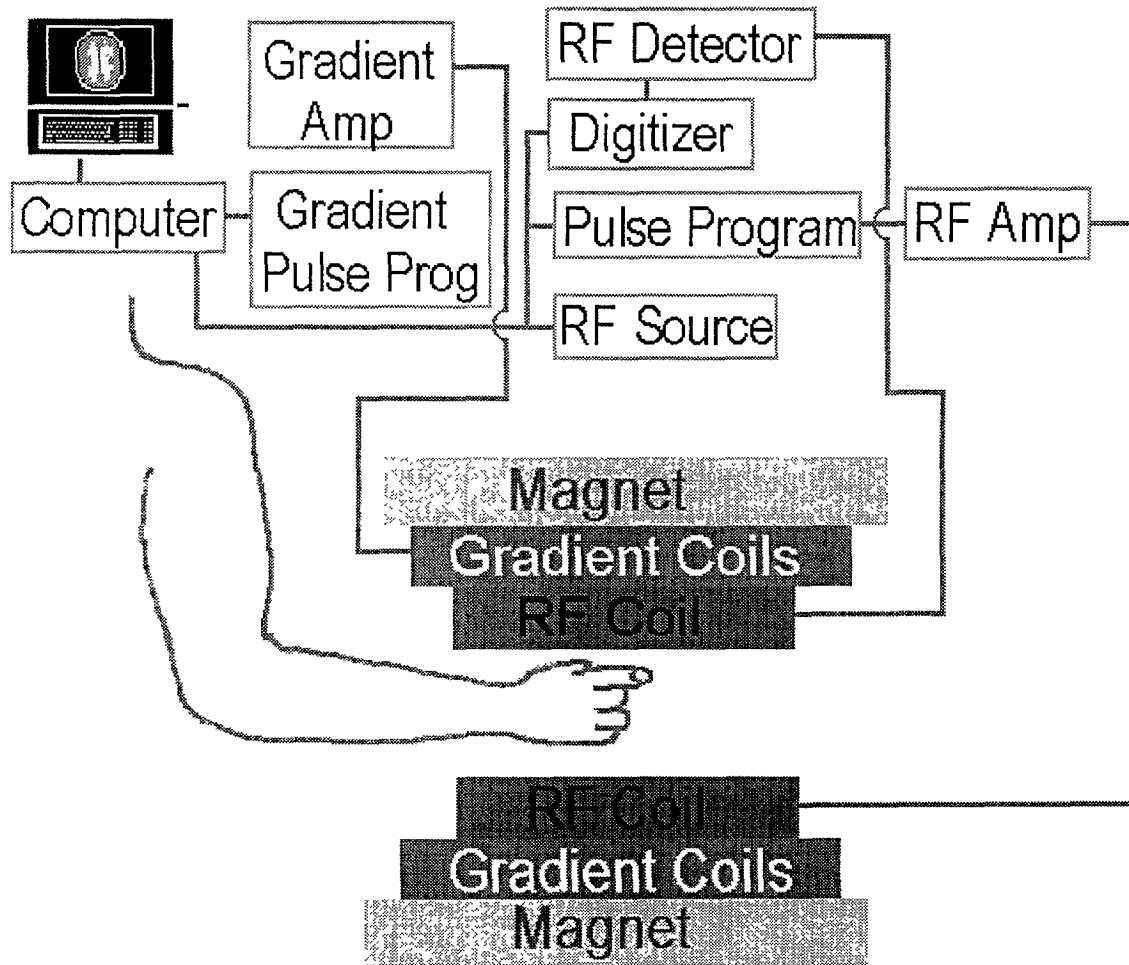 Gradient
Amp
RF Detector
Digitizer
Computer
Gradient
Pulse Prog
Pulse Program
RF Amp
RF Source
Magnet
Gradient Coils
RF Coil
RF Coil
Gradient Coils
Magnet